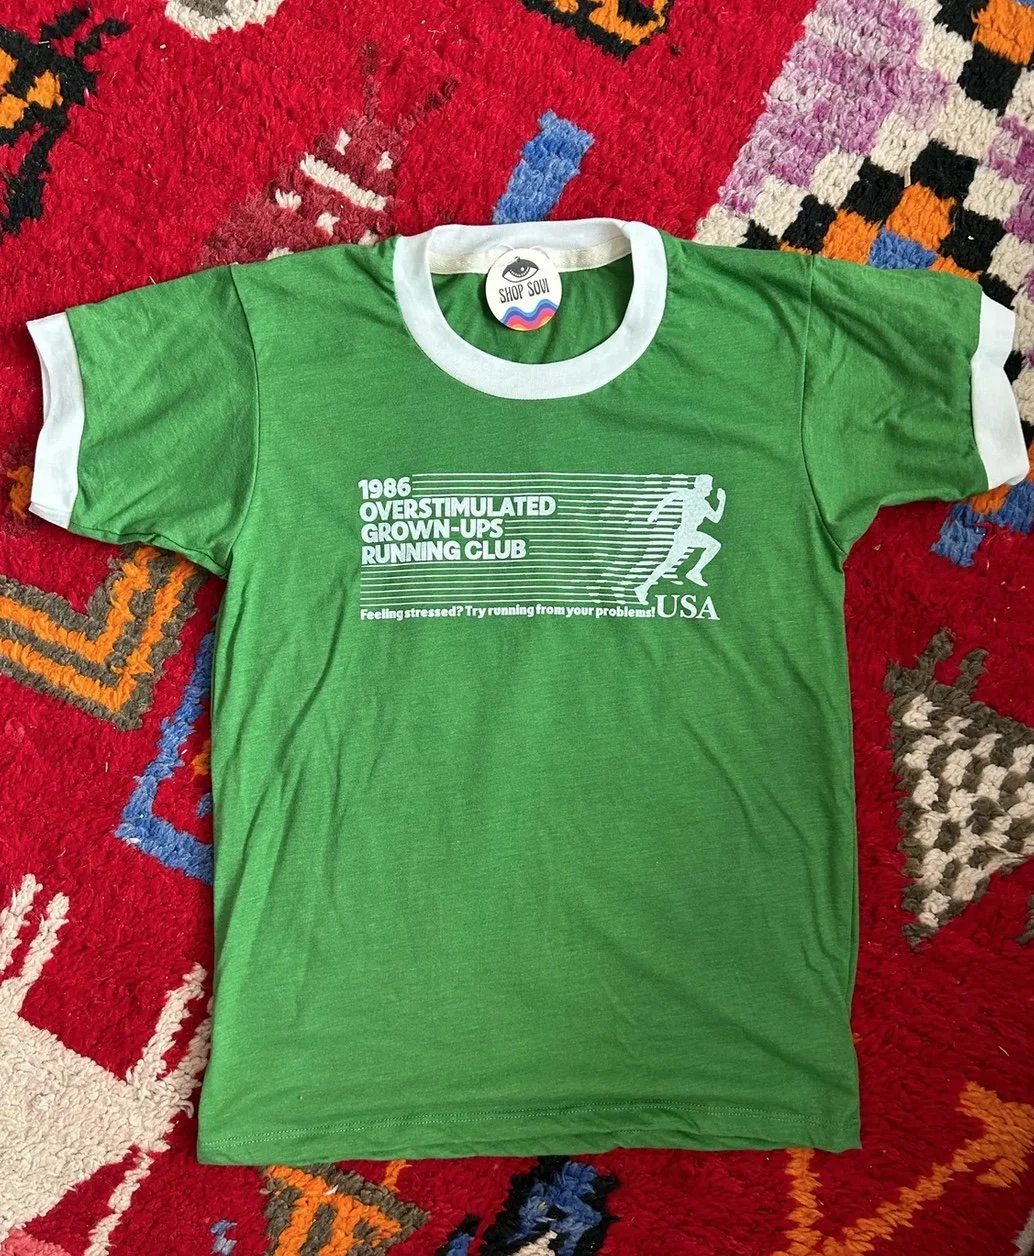 SHOP SOVI
1986
OVERSTIMULATED
GROWN-UPS
RUNNING CLUB
Feeling stressed? Try running from your problems! USA